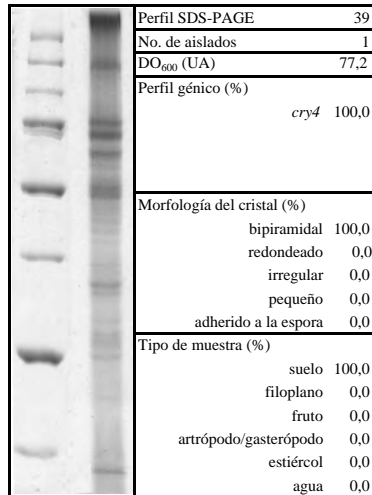 Perfil SDS-PAGE 39
No. de aislados 1
DO600 (UA) 77,2
Perfil génico (%)
cry4 100,0
Morfología del cristal (%)
bipiramidal 100,0
redondeado 0,0
irregular 0,0
pequeño 0,0
adherido a la espora 0,0
Tipo de muestra (%)
suelo 100,0
filoplano 0,0
fruto 0,0
artrópodo/gasterópodo 0,0
estiércol 0,0
agua 0,0